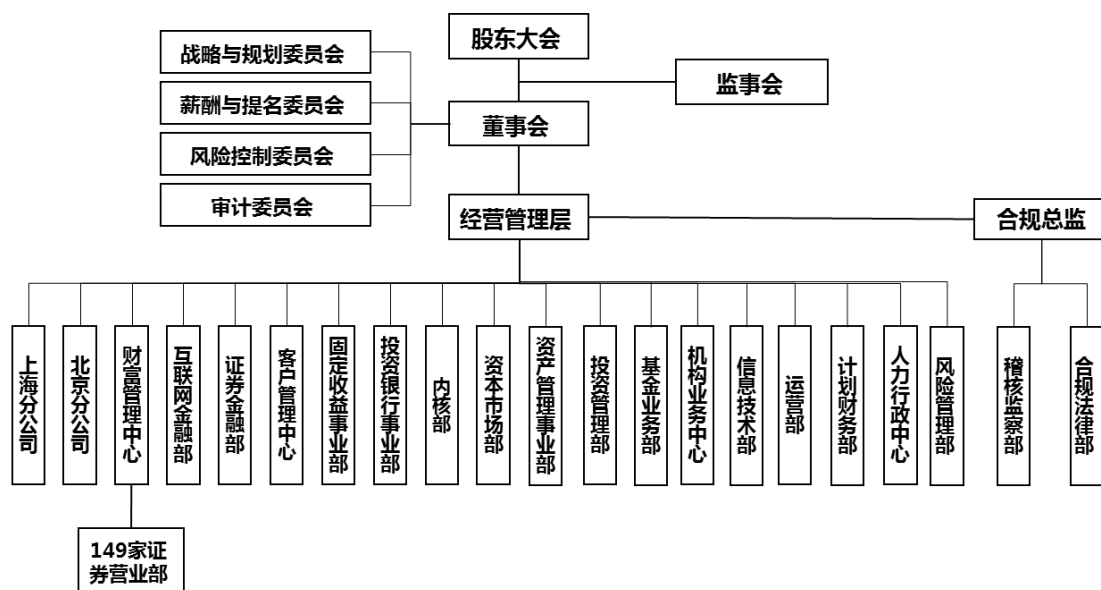 股东大会
战略与规划委员会
监事会
薪酬与提名委员会
董事会
风险控制委员会
审计委员会
经营管理层
合规总监
上海分公司
北京分公司
财富管理中心
互联网金融部
证券金融部
客户管理中心
固定收益事业部
投资银行事业部
内核部
资本市场部
资产管理事业部
投资管理部
基金业务部
机构业务中心
信息技术部
运营部
计划财务部
人力行政中心
风险管理部
稽核监察部
合规法律部
149家证
券营业部